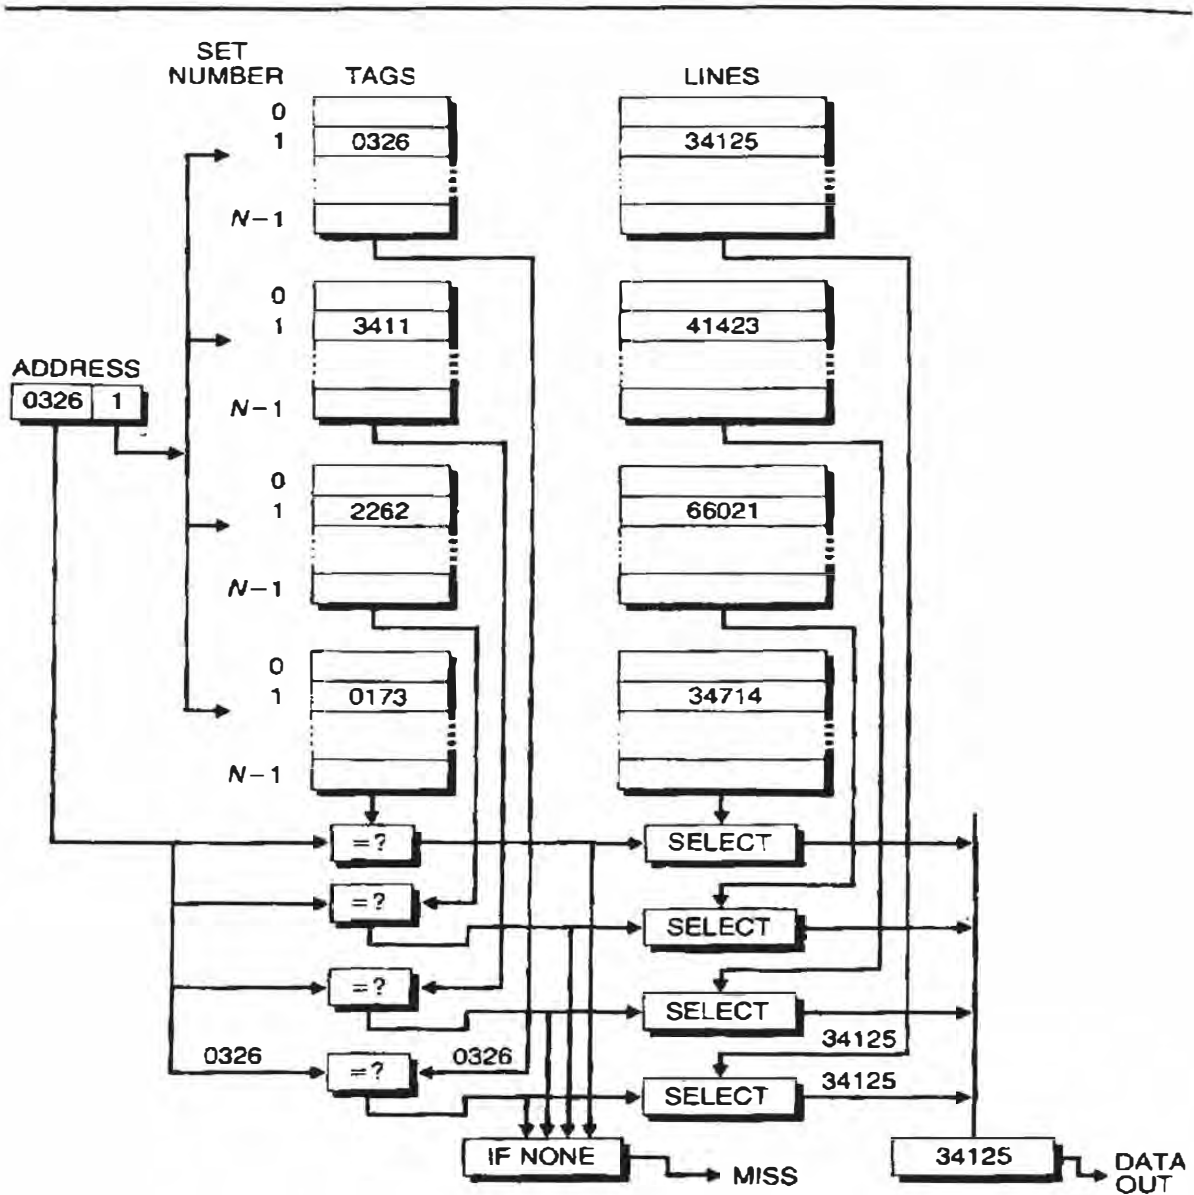 SET
NUMBER TAGS LINES
0
1 0326 34125
N-1
0
1 3411 41423
ADDRESS
0326 1
N-1
0
1 2262 66021
N-1
0
1 0173 34714
N-1
=? SELECT
=? SELECT
=? SELECT
34125
0326 =? 0326
SELECT 34125
IF NONE MISS
34125 DATA
OUT